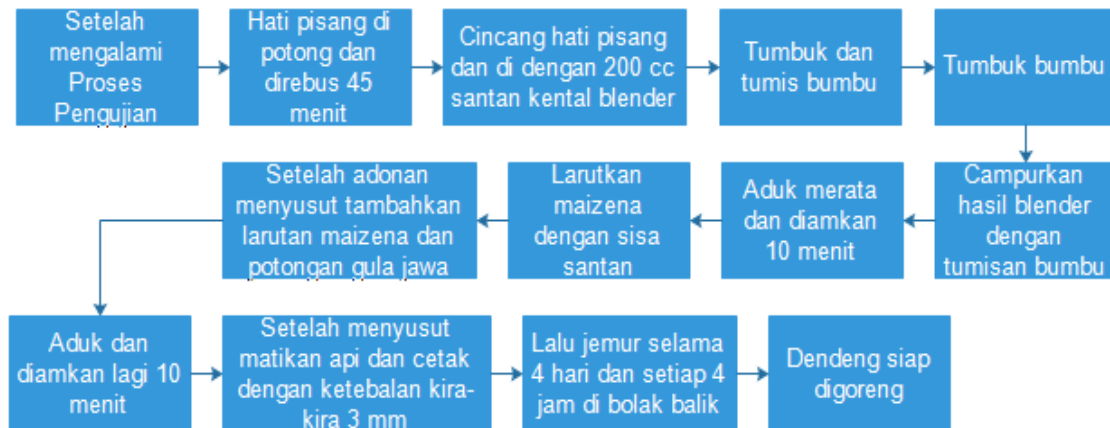 Setelah
mengalami
Proses
Pengujian
Hati pisang di
potong dan
direbus 45
menit
Cincang hati pisang
dan di dengan 200 cc
santan kental blender
Tumbuk dan
tumis bumbu
Tumbuk bumbu
Campurkan
hasil blender
dengan
tumisan bumbu
Aduk merata
dan diamkan
10 menit
Larutkan
maizena
dengan sisa
santan
Setelah adonan
menyusut tambahkan
larutan maizena dan
potongan gula jawa
Aduk dan
diamkan lagi 10
menit
Setelah menyusut
matikan api dan cetak
dengan ketebalan kira-
kira 3 mm
Lalu jemur selama
4 hari dan setiap 4
jam di bolak balik
Dendeng siap
digoreng